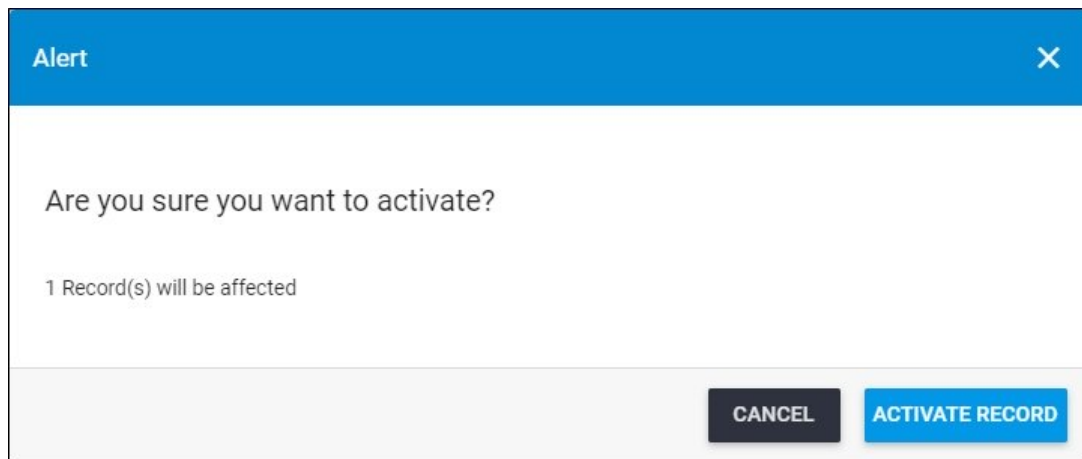 Alert
Are you sure you want to activate?
1 Record(s) will be affected
CANCEL ACTIVATE RECORD